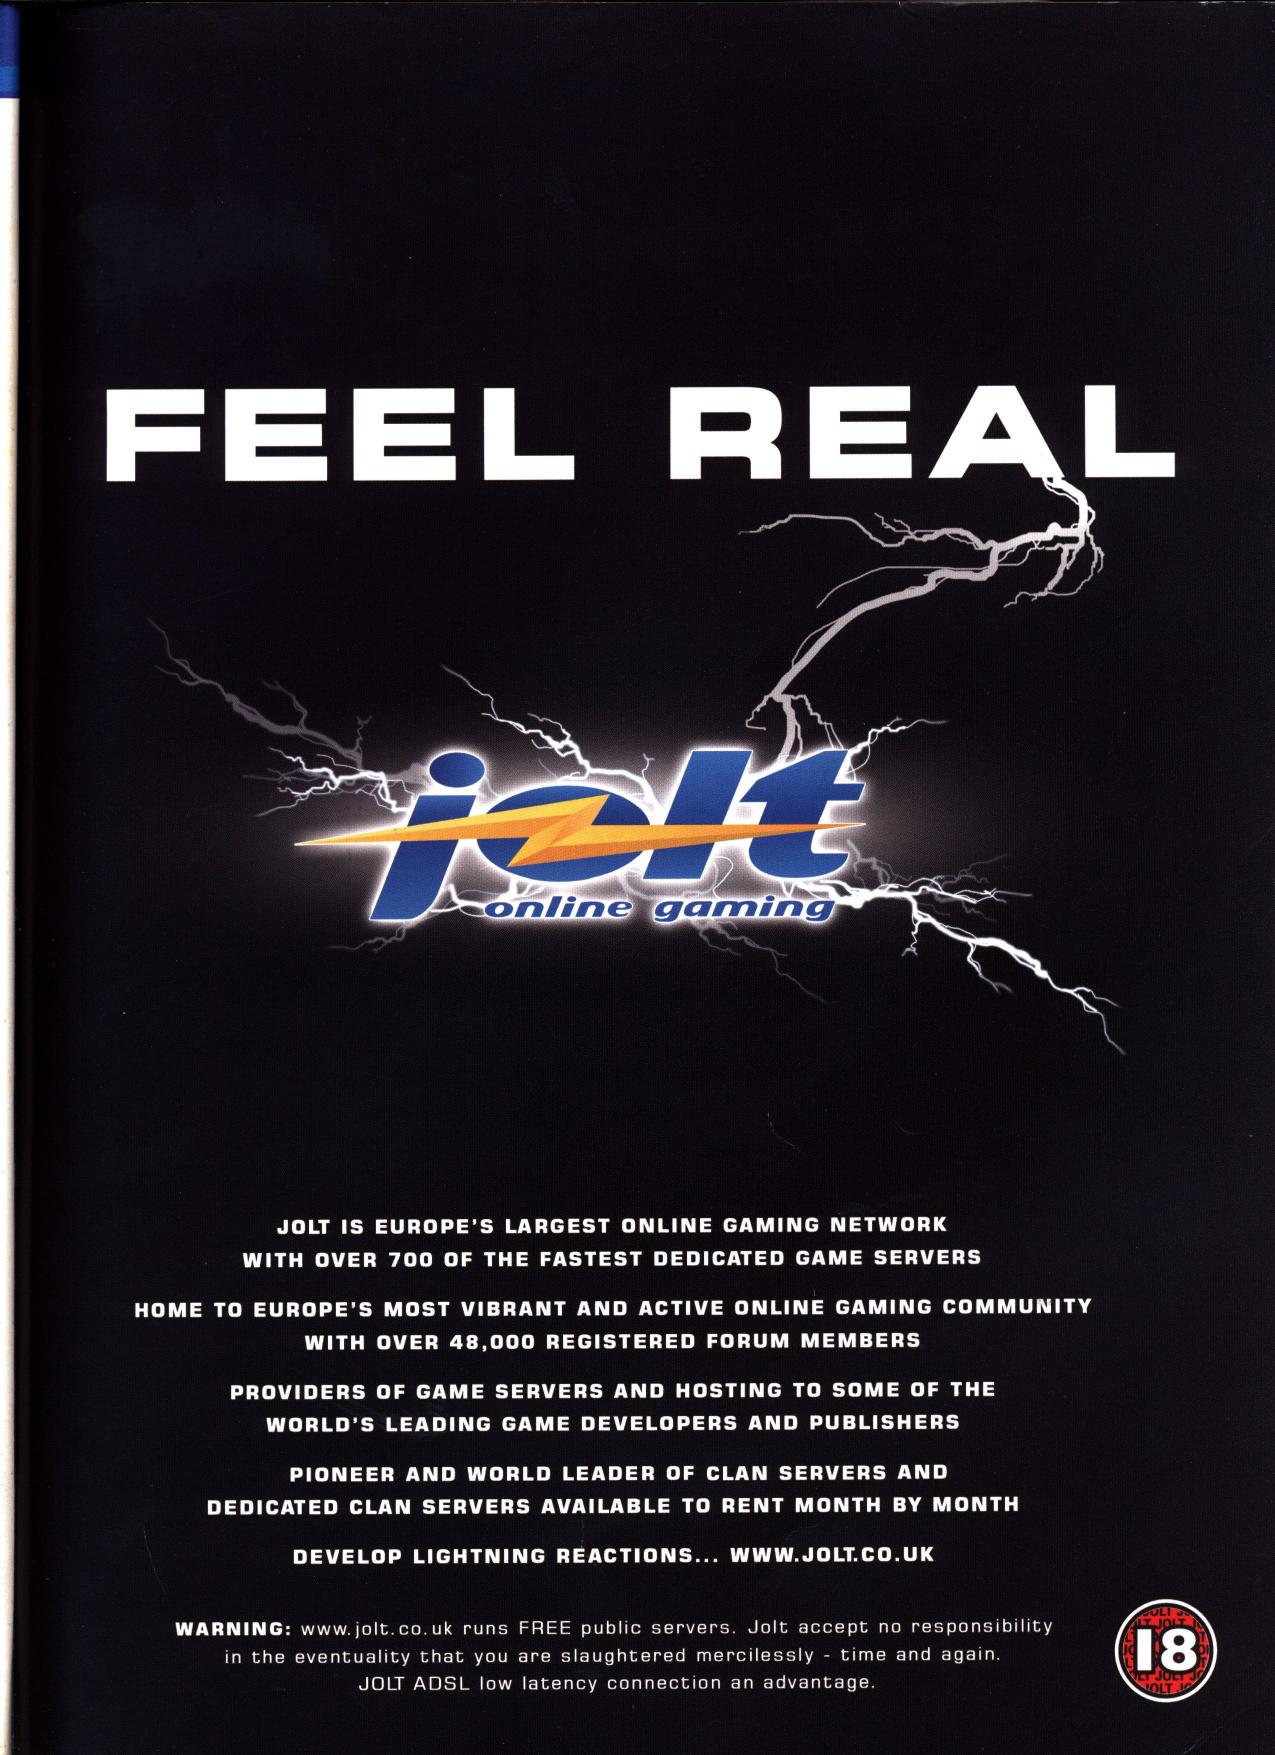 FEEL REAL
jolt
online gaming
JOLT IS EUROPE'S LARGEST ONLINE GAMING NETWORK
WITH OVER 700 OF THE FASTEST DEDICATED GAME SERVERS
HOME TO EUROPE'S MOST VIBRANT AND ACTIVE ONLINE GAMING COMMUNITY
WITH OVER 48,000 REGISTERED FORUM MEMBERS
PROVIDERS OF GAME SERVERS AND HOSTING TO SOME OF THE
WORLD'S LEADING GAME DEVELOPERS AND PUBLISHERS
PIONEER AND WORLD LEADER OF CLAN SERVERS AND
DEDICATED CLAN SERVERS AVAILABLE TO RENT MONTH BY MONTH
DEVELOP LIGHTNING REACTIONS... WWW.JOLT.CO.UK
WARNING: www.jolt.co.uk runs FREE public servers. Jolt accept no responsibility
in the eventuality that you are slaughtered mercilessly - time and again.
JOLT ADSL low latency connection an advantage.
18